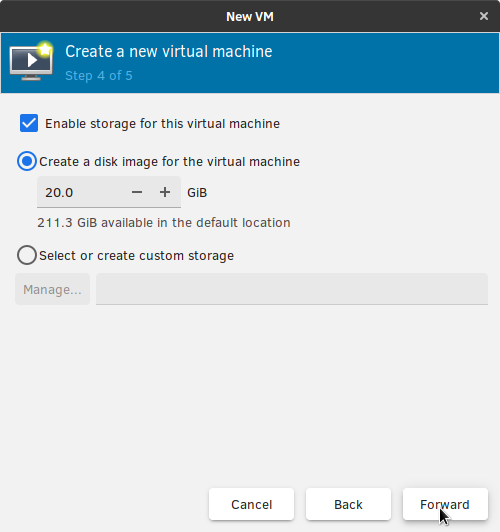 New VM
Create a new virtual machine
Step 4 of 5
Enable storage for this virtual machine
Create a disk image for the virtual machine
20.0 − + GiB
211.3 GiB available in the default location
Select or create custom storage
Manage...
Cancel Back Forward